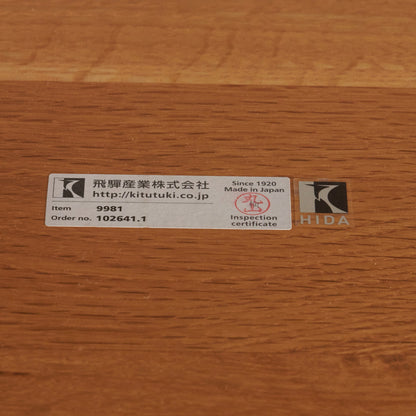 飛騨産業株式会社
http://kitutuki.co.jp
Item 9981
Order no. 102641.1
Since 1920
Made in Japan
Inspection
certificate
HIDA